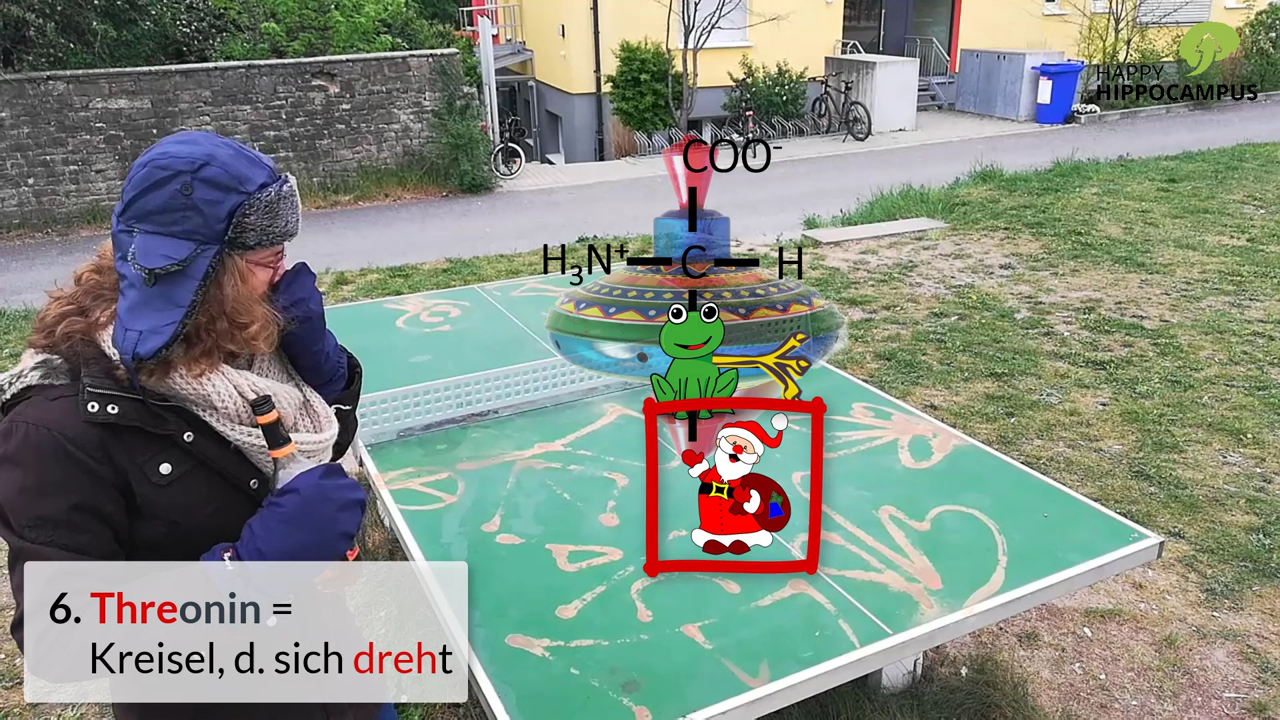 HAPPY
HIPPOCAMPUS
COO⁻
H₃N⁺ C H
6. Threonin =
Kreisel, d. sich dreht